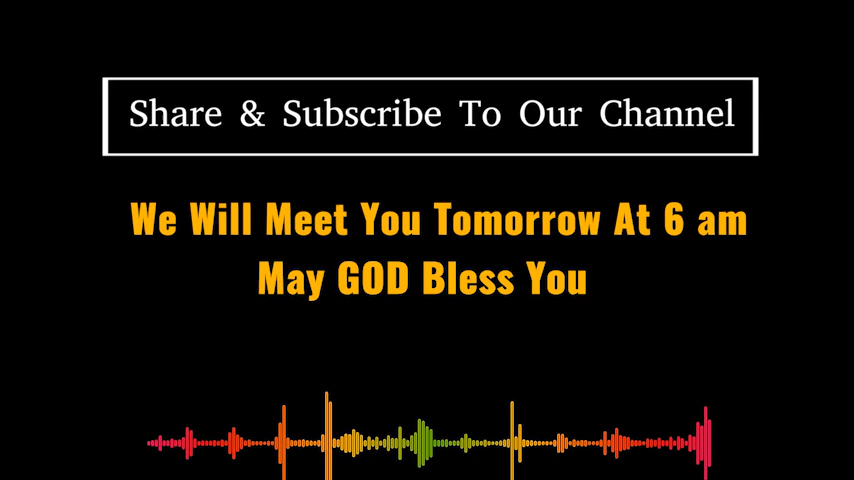 Share & Subscribe To Our Channel
We Will Meet You Tomorrow At 6 am
May GOD Bless You